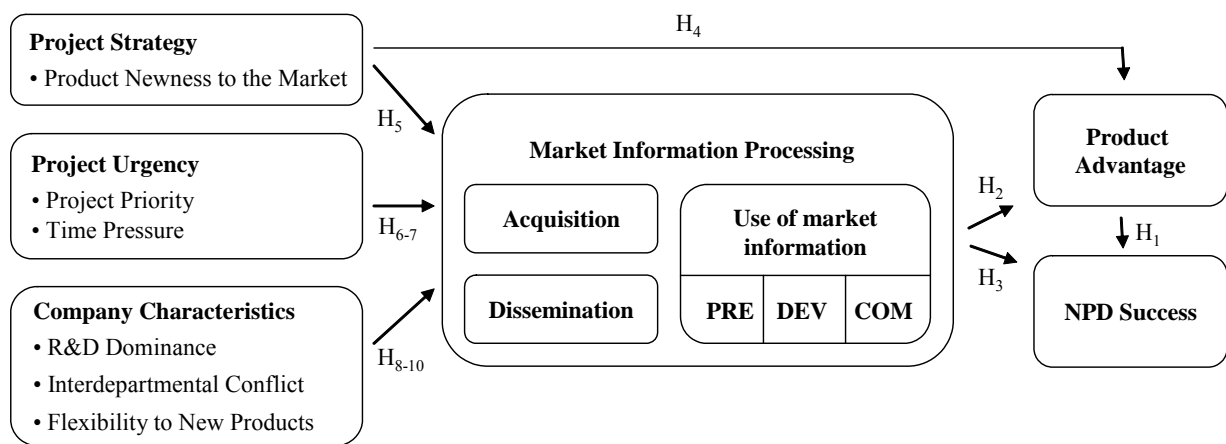 H4
Project Strategy
• Product Newness to the Market
H5
Project Urgency
• Project Priority
• Time Pressure
H6-7
Company Characteristics
• R&D Dominance
• Interdepartmental Conflict
• Flexibility to New Products
H8-10
Market Information Processing
Acquisition
Dissemination
Use of market
information
PRE DEV COM
H2
H3
Product
Advantage
H1
NPD Success